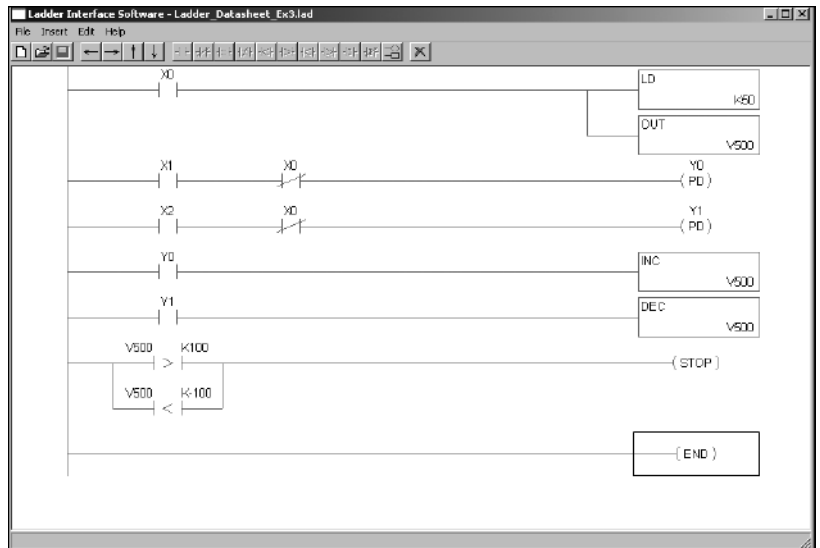 Ladder Interface Software - Ladder_Datasheet_Ex3.lad
File Insert Edit Help
X0
LD
K50
OUT
V500
X1 X0 Y0
( PD )
X2 X0 Y1
( PD )
Y0
INC
V500
Y1
DEC
V500
V500 > K100
( STOP )
V500 < K-100
( END )